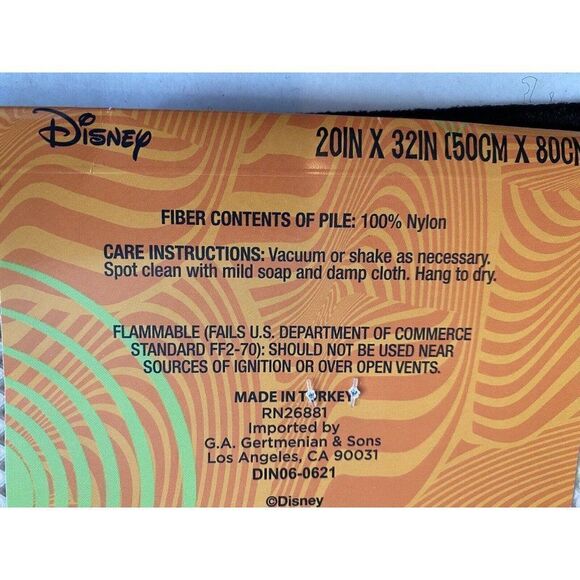 Disney
20IN X 32IN (50CM X 80CM
FIBER CONTENTS OF PILE: 100% Nylon
CARE INSTRUCTIONS: Vacuum or shake as necessary.
Spot clean with mild soap and damp cloth. Hang to dry.
FLAMMABLE (FAILS U.S. DEPARTMENT OF COMMERCE
STANDARD FF2-70): SHOULD NOT BE USED NEAR
SOURCES OF IGNITION OR OVER OPEN VENTS.
MADE IN TURKEY
RN26881
Imported by
G.A. Gertmenian & Sons
Los Angeles, CA 90031
DIN06-0621
©Disney